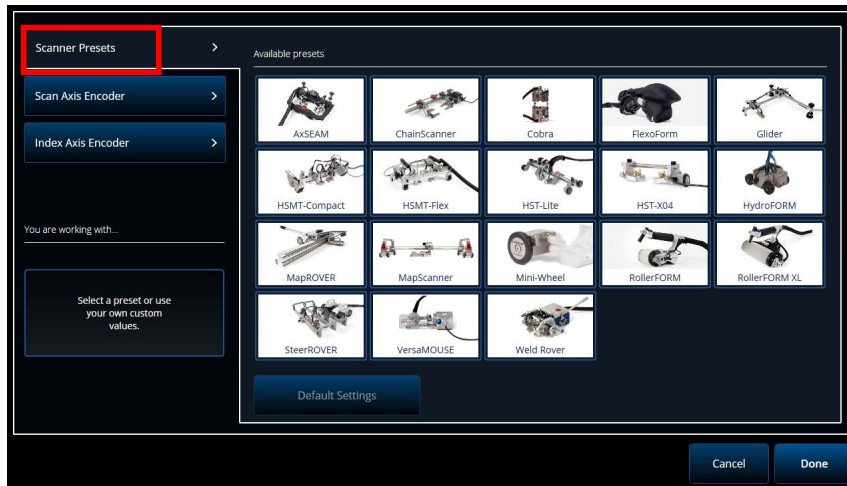 Scanner Presets
Available presets
Scan Axis Encoder
Index Axis Encoder
AxSEAM
ChainScanner
Cobra
FlexoForm
Glider
HSMT-Compact
HSMT-Flex
HST-Lite
HST-X04
HydroFORM
You are working with...
MapROVER
MapScanner
Mini-Wheel
RollerFORM
RollerFORM XL
Select a preset or use
your own custom
values.
SteerROVER
VersaMOUSE
Weld Rover
Default Settings
Cancel
Done